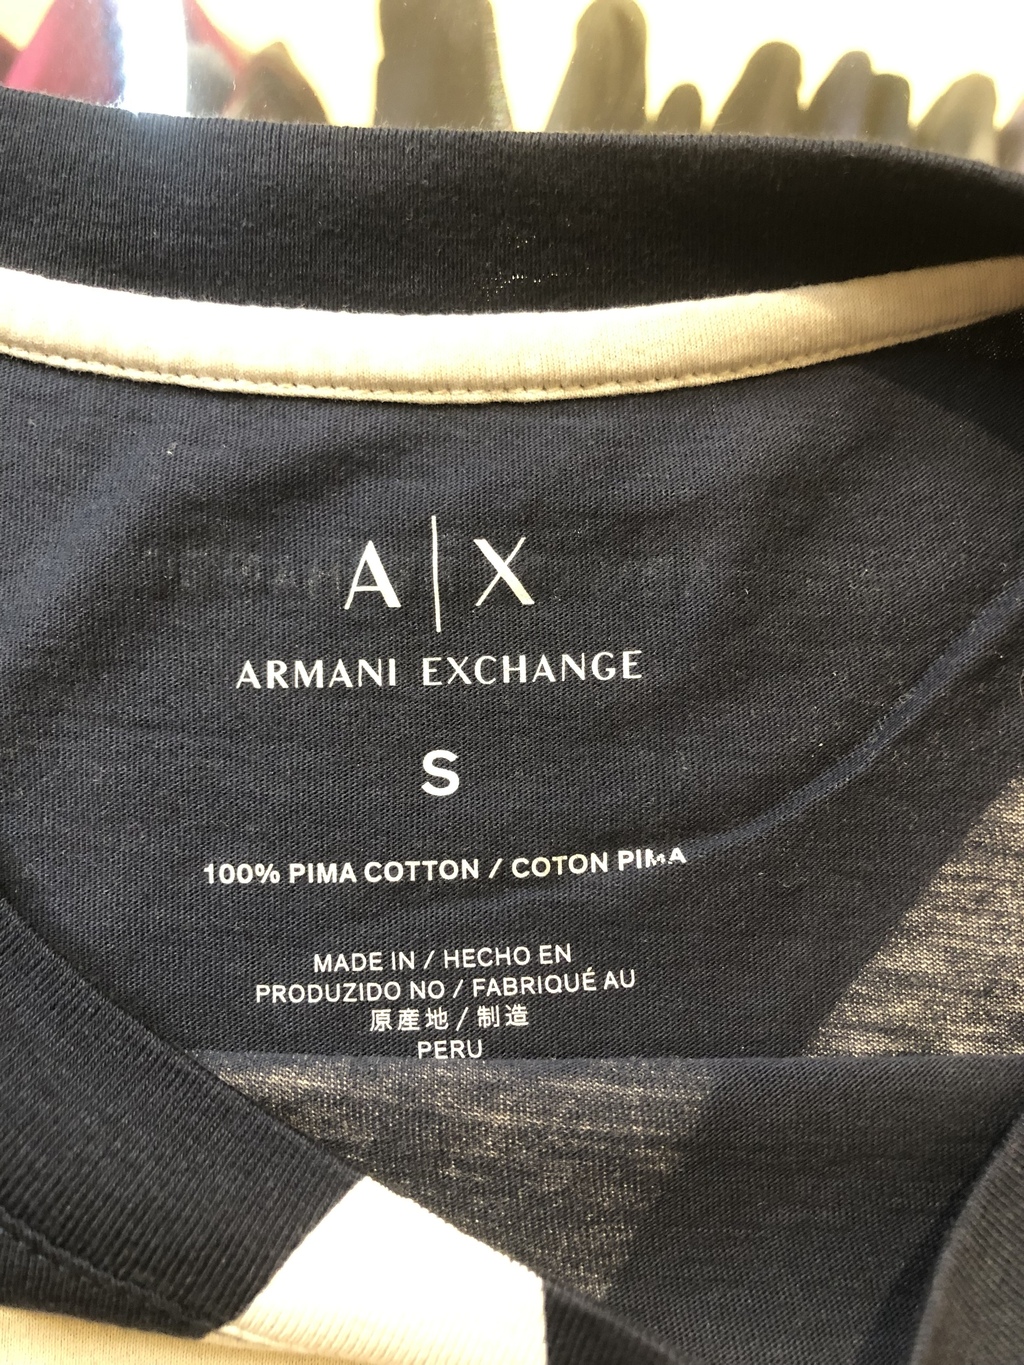 A|X
ARMANI EXCHANGE
S
100% PIMA COTTON / COTON PIMA
MADE IN / HECHO EN
PRODUZIDO NO / FABRIQUÉ AU
原産地 / 制造
PERU